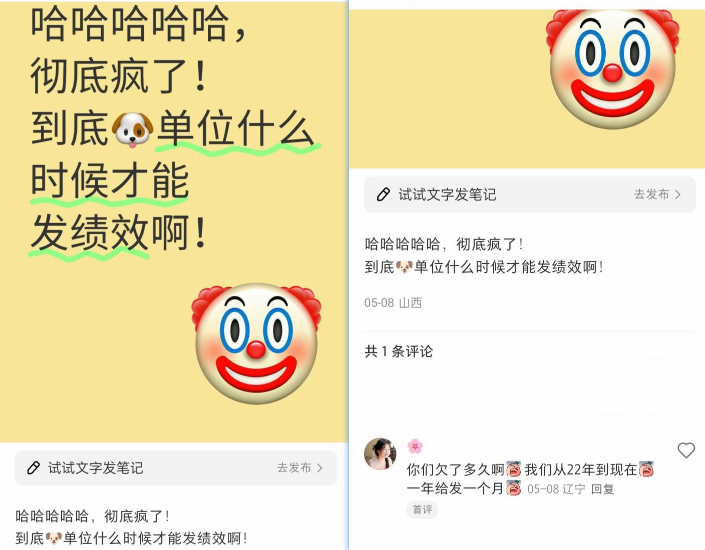 哈哈哈哈哈，
彻底疯了！
到底🐶单位什么
时候才能
发绩效啊！
试试文字发笔记
去发布 >
哈哈哈哈哈，彻底疯了！
到底🐶单位什么时候才能发绩效啊！
试试文字发笔记
去发布 >
哈哈哈哈哈，彻底疯了！
到底🐶单位什么时候才能发绩效啊！
05-08 山西
共 1 条评论
🌸
你们欠了多久啊 我们从22年到现在
一年给发一个月 05-08 辽宁 回复
首评